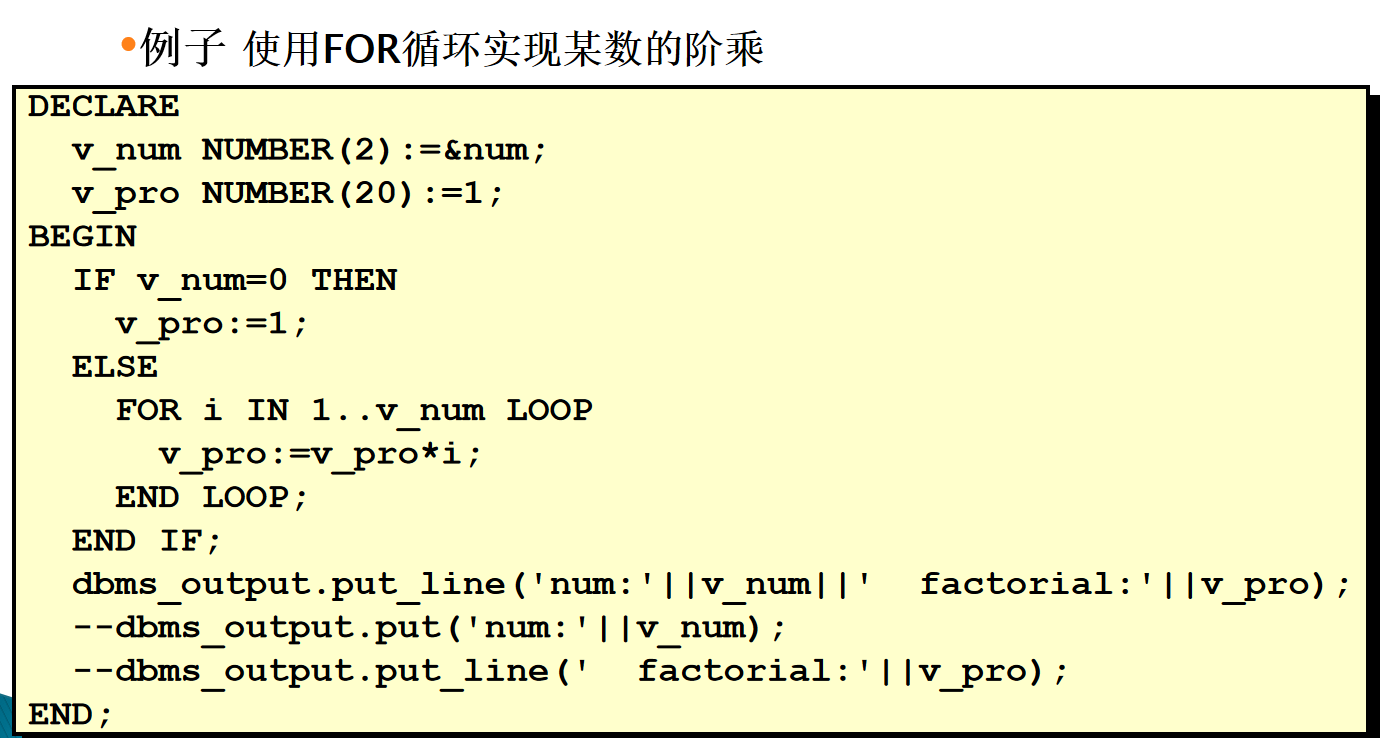 •例子 使用FOR循环实现某数的阶乘
DECLARE
  v_num NUMBER(2):=&num;
  v_pro NUMBER(20):=1;
BEGIN
  IF v_num=0 THEN
    v_pro:=1;
  ELSE
    FOR i IN 1..v_num LOOP
      v_pro:=v_pro*i;
    END LOOP;
  END IF;
  dbms_output.put_line('num:'||v_num||'  factorial:'||v_pro);
  --dbms_output.put('num:'||v_num);
  --dbms_output.put_line('  factorial:'||v_pro);
END;